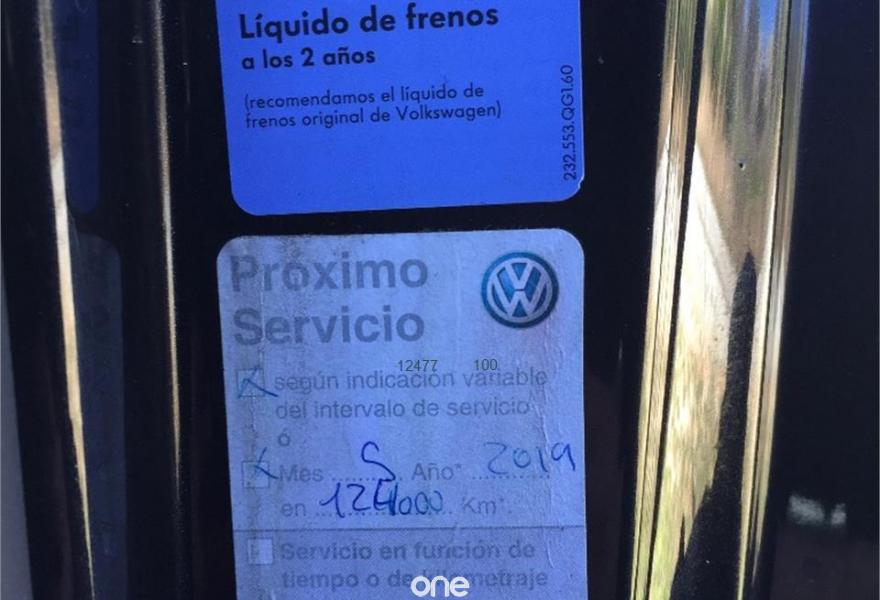 Líquido de frenos
a los 2 años
(recomendamos el líquido de
frenos original de Volkswagen)
232.553.QG1.60
Próximo
Servicio
12477 100
según indicación variable
del intervalo de servicio
ó
Mes Año* 2019
en 124000 Km*.
Servicio en función de
tiempo o de kilometraje
one